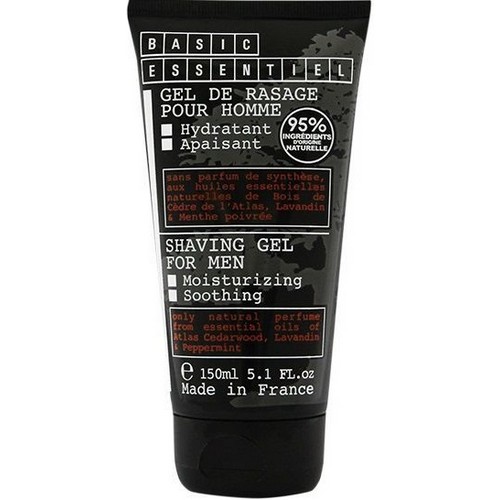 BASIC
ESSENTIEL
GEL DE RASAGE
POUR HOMME
Hydratant
Apaisant
95%
INGRÉDIENTS
D'ORIGINE
NATURELLE
sans parfum de synthèse,
aux huiles essentielles
naturelles de Bois de
Cèdre de l'Atlas, Lavandin
& Menthe poivrée
SHAVING GEL
FOR MEN
Moisturizing
Soothing
only natural perfume
from essential oils of
Atlas Cedarwood, Lavandin
& Peppermint
e 150ml 5.1 FL.oz
Made in France